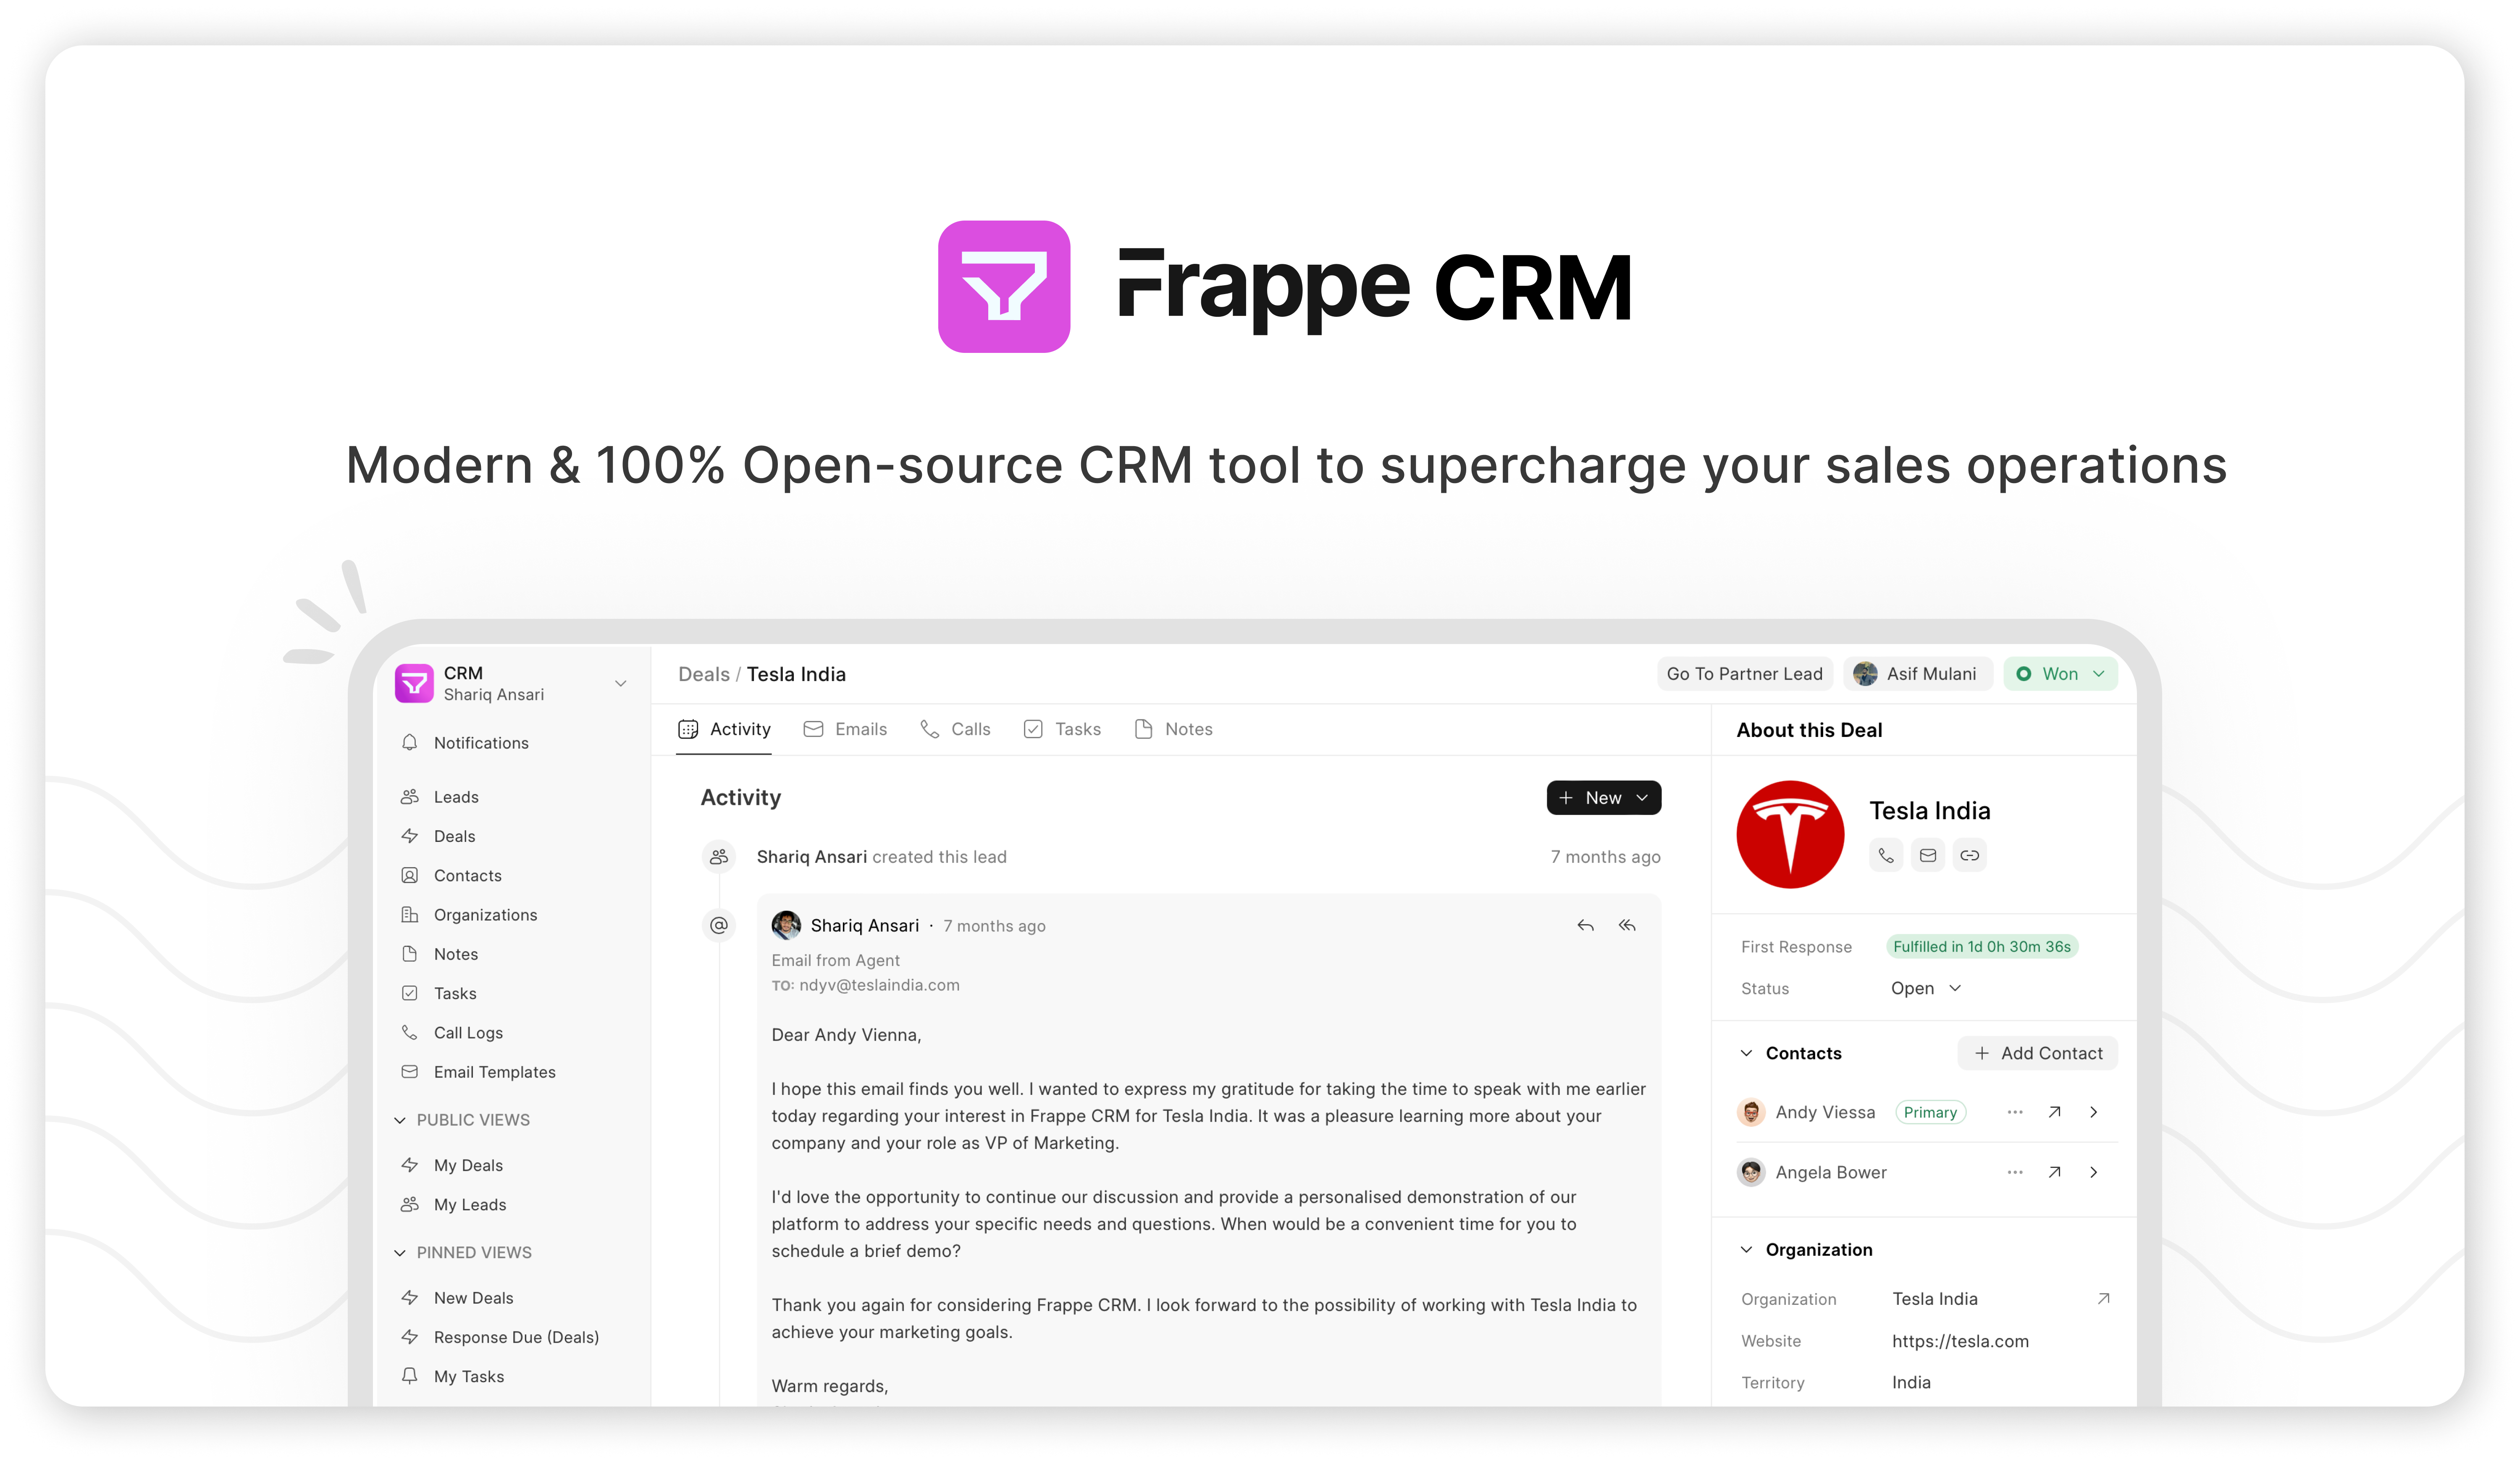 Frappe CRM
Modern & 100% Open-source CRM tool to supercharge your sales operations
CRM
Shariq Ansari
Notifications
Leads
Deals
Contacts
Organizations
Notes
Tasks
Call Logs
Email Templates
PUBLIC VIEWS
My Deals
My Leads
PINNED VIEWS
New Deals
Response Due (Deals)
My Tasks
Deals / Tesla India
Go To Partner Lead
Asif Mulani
Won
Activity
Emails
Calls
Tasks
Notes
Activity
+ New
Shariq Ansari created this lead
7 months ago
@
Shariq Ansari · 7 months ago
Email from Agent
TO: ndyv@teslaindia.com
Dear Andy Vienna,
I hope this email finds you well. I wanted to express my gratitude for taking the time to speak with me earlier
today regarding your interest in Frappe CRM for Tesla India. It was a pleasure learning more about your
company and your role as VP of Marketing.
I'd love the opportunity to continue our discussion and provide a personalised demonstration of our
platform to address your specific needs and questions. When would be a convenient time for you to
schedule a brief demo?
Thank you again for considering Frappe CRM. I look forward to the possibility of working with Tesla India to
achieve your marketing goals.
Warm regards,
About this Deal
Tesla India
First Response
Fulfilled in 1d 0h 30m 36s
Status
Open
Contacts
+ Add Contact
Andy Viessa
Primary
Angela Bower
Organization
Organization
Tesla India
Website
https://tesla.com
Territory
India